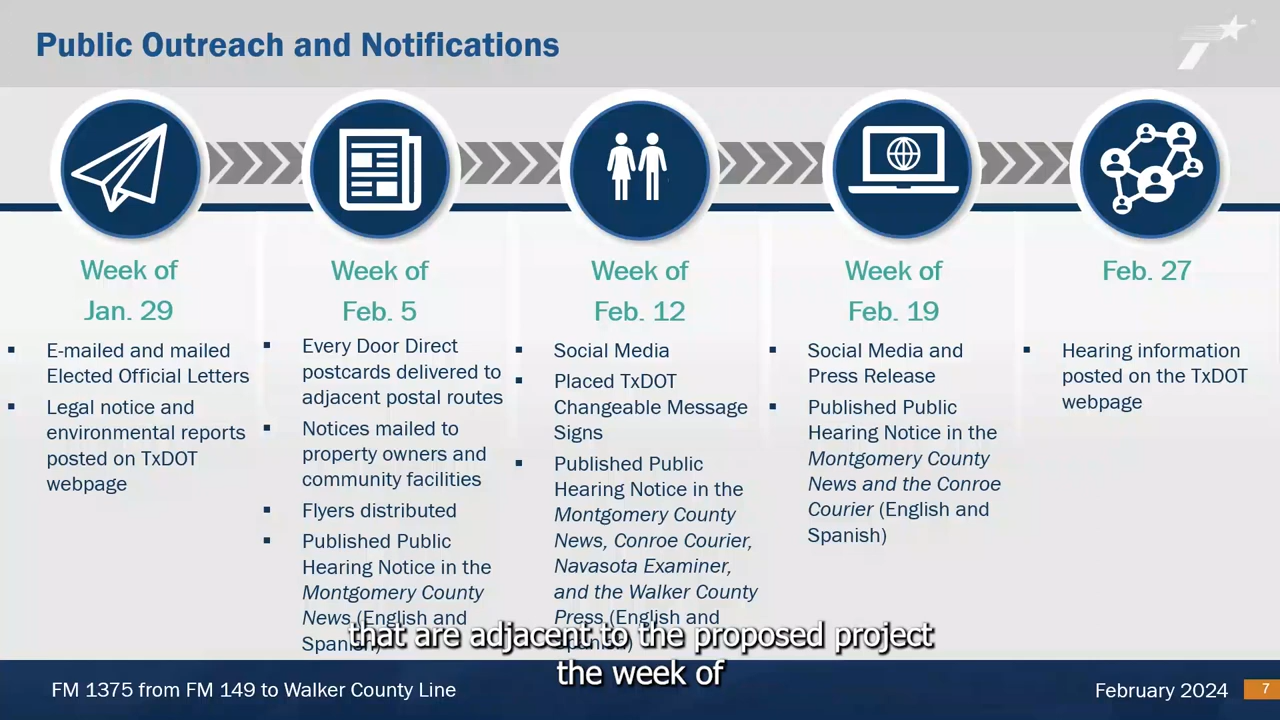 Public Outreach and Notifications
Week of
Jan. 29
E-mailed and mailed
Elected Official Letters
Legal notice and
environmental reports
posted on TxDOT
webpage
Week of
Feb. 5
Every Door Direct
postcards delivered to
adjacent postal routes
Notices mailed to
property owners and
community facilities
Flyers distributed
Published Public
Hearing Notice in the
Montgomery County
News (English and
Spanish)
Week of
Feb. 12
Social Media
Placed TxDOT
Changeable Message
Signs
Published Public
Hearing Notice in the
Montgomery County
News, Conroe Courier,
Navasota Examiner,
and the Walker County
Press (English and
Spanish)
Week of
Feb. 19
Social Media and
Press Release
Published Public
Hearing Notice in the
Montgomery County
News and the Conroe
Courier (English and
Spanish)
Feb. 27
Hearing information
posted on the TxDOT
webpage
that are adjacent to the proposed project
the week of
FM 1375 from FM 149 to Walker County Line
February 2024
7